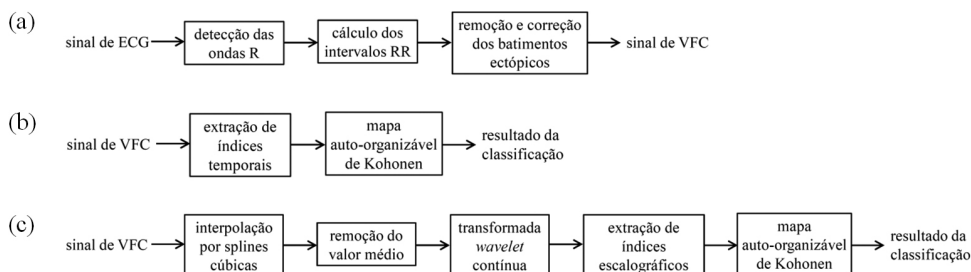 (a)
sinal de ECG
detecção das
ondas R
cálculo dos
intervalos RR
remoção e correção
dos batimentos
ectópicos
sinal de VFC
(b)
sinal de VFC
extração de
índices
temporais
mapa
auto-organizável
de Kohonen
resultado da
classificação
(c)
sinal de VFC
interpolação
por splines
cúbicas
remoção do
valor médio
transformada
wavelet
contínua
extração de
índices
escalográficos
mapa
auto-organizável
de Kohonen
resultado da
classificação